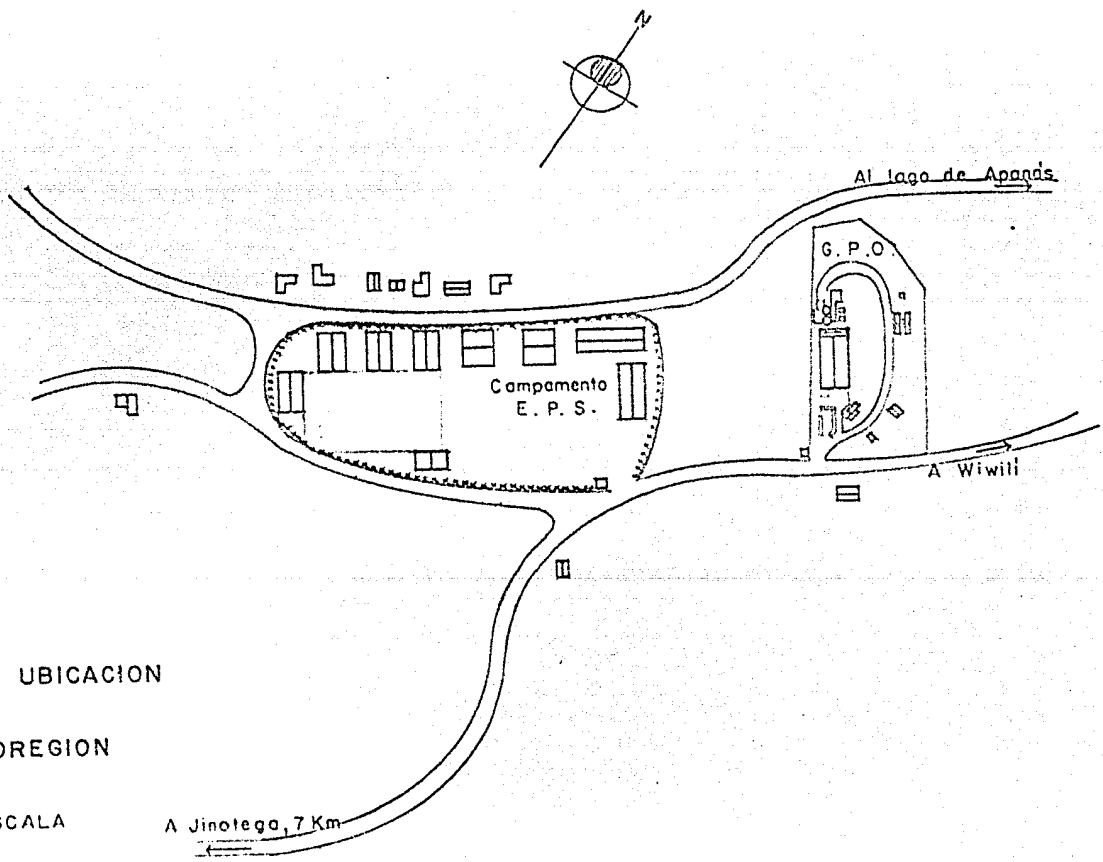 N
Al lago de Apanás
G. P. O.
Campamento
E. P. S.
A Wiwili
UBICACION
OREGION
SCALA
A Jinotega, 7 Km